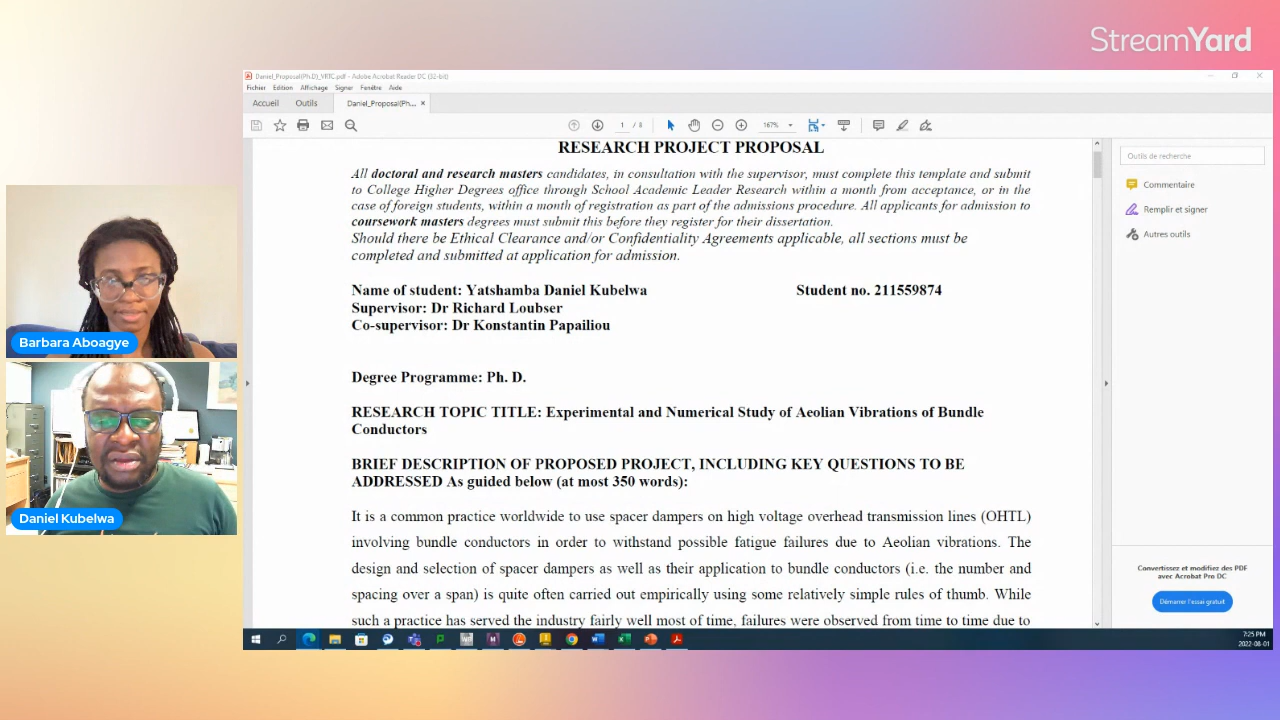 StreamYard
Daniel_Proposal(Ph.D)_VRTC.pdf - Adobe Acrobat Reader DC (32-bit)
Fichier Edition Affichage Signer Fenêtre Aide
Accueil Outils Daniel_Proposal(Ph... ×
1 / 8 167%
RESEARCH PROJECT PROPOSAL
All doctoral and research masters candidates, in consultation with the supervisor, must complete this template and submit
to College Higher Degrees office through School Academic Leader Research within a month from acceptance, or in the
case of foreign students, within a month of registration as part of the admissions procedure. All applicants for admission to
coursework masters degrees must submit this before they register for their dissertation.
Should there be Ethical Clearance and/or Confidentiality Agreements applicable, all sections must be
completed and submitted at application for admission.
Name of student: Yatshamba Daniel Kubelwa Student no. 211559874
Supervisor: Dr Richard Loubser
Co-supervisor: Dr Konstantin Papailiou
Degree Programme: Ph. D.
RESEARCH TOPIC TITLE: Experimental and Numerical Study of Aeolian Vibrations of Bundle
Conductors
BRIEF DESCRIPTION OF PROPOSED PROJECT, INCLUDING KEY QUESTIONS TO BE
ADDRESSED As guided below (at most 350 words):
It is a common practice worldwide to use spacer dampers on high voltage overhead transmission lines (OHTL)
involving bundle conductors in order to withstand possible fatigue failures due to Aeolian vibrations. The
design and selection of spacer dampers as well as their application to bundle conductors (i.e. the number and
spacing over a span) is quite often carried out empirically using some relatively simple rules of thumb. While
such a practice has served the industry fairly well most of time, failures were observed from time to time due to
Outils de recherche
Commentaire
Remplir et signer
Autres outils
Convertissez et modifiez des PDF
avec Acrobat Pro DC
Démarrer l'essai gratuit
7:25 PM
2022-08-01
Barbara Aboagye
Daniel Kubelwa